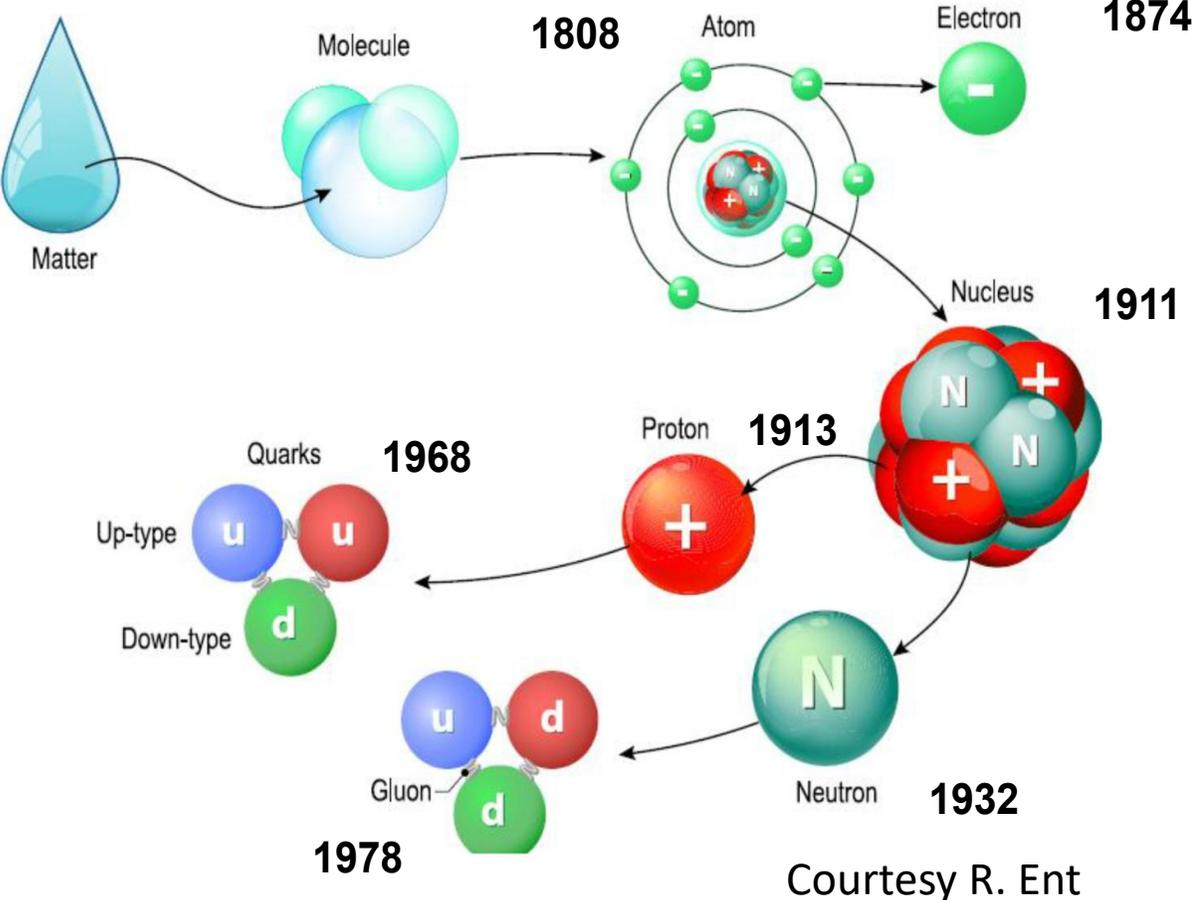 Matter
Molecule
1808
Atom
-
-
-
-
-
-
-
-
N
+
N
+
Electron
-
1874
Nucleus
1911
N
+
N
+
Proton
1913
+
Quarks
1968
Up-type
u
u
Down-type
d
N
Neutron
1932
u
d
Gluon
d
1978
Courtesy R. Ent